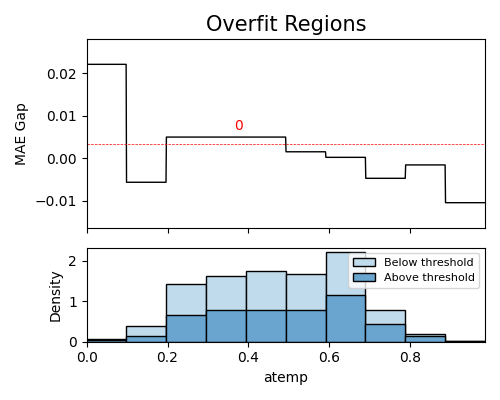 Overfit Regions
MAE Gap
0.02
0.01
0.00
−0.01
0
Density
2
1
0
Below threshold
Above threshold
0.0 0.2 0.4 0.6 0.8
atemp